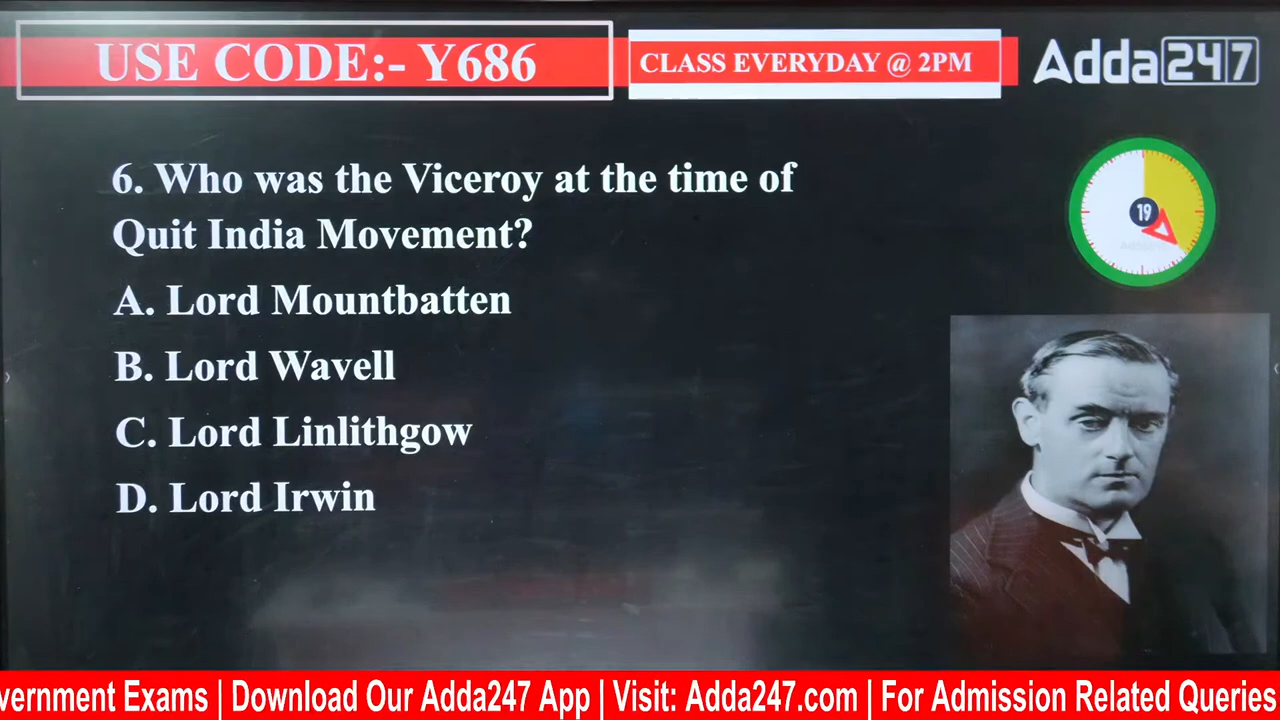 USE CODE:- Y686
CLASS EVERYDAY @ 2PM
Adda247
6. Who was the Viceroy at the time of
Quit India Movement?
19
A. Lord Mountbatten
B. Lord Wavell
C. Lord Linlithgow
D. Lord Irwin
vernment Exams | Download Our Adda247 App | Visit: Adda247.com | For Admission Related Queries